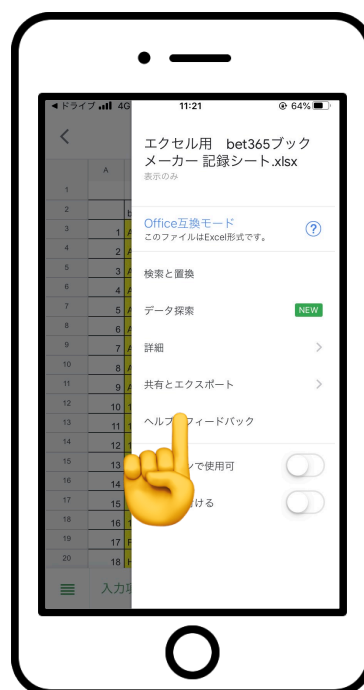 ◀ドライブ 4G 11:21 64%
エクセル用 bet365ブック
メーカー 記録シート.xlsx
表示のみ
Office互換モード
このファイルはExcel形式です。
?
検索と置換
データ探索 NEW
詳細
共有とエクスポート
ヘルプ フィードバック
で使用可
ける
A
1
2
3 1
4 2
5 3
6 4
7 5
8 6
9 7
10 8
11 9
12 10
13 11
14 12
15 13
16 14
17 15
18 16
19 17
20 18
入力